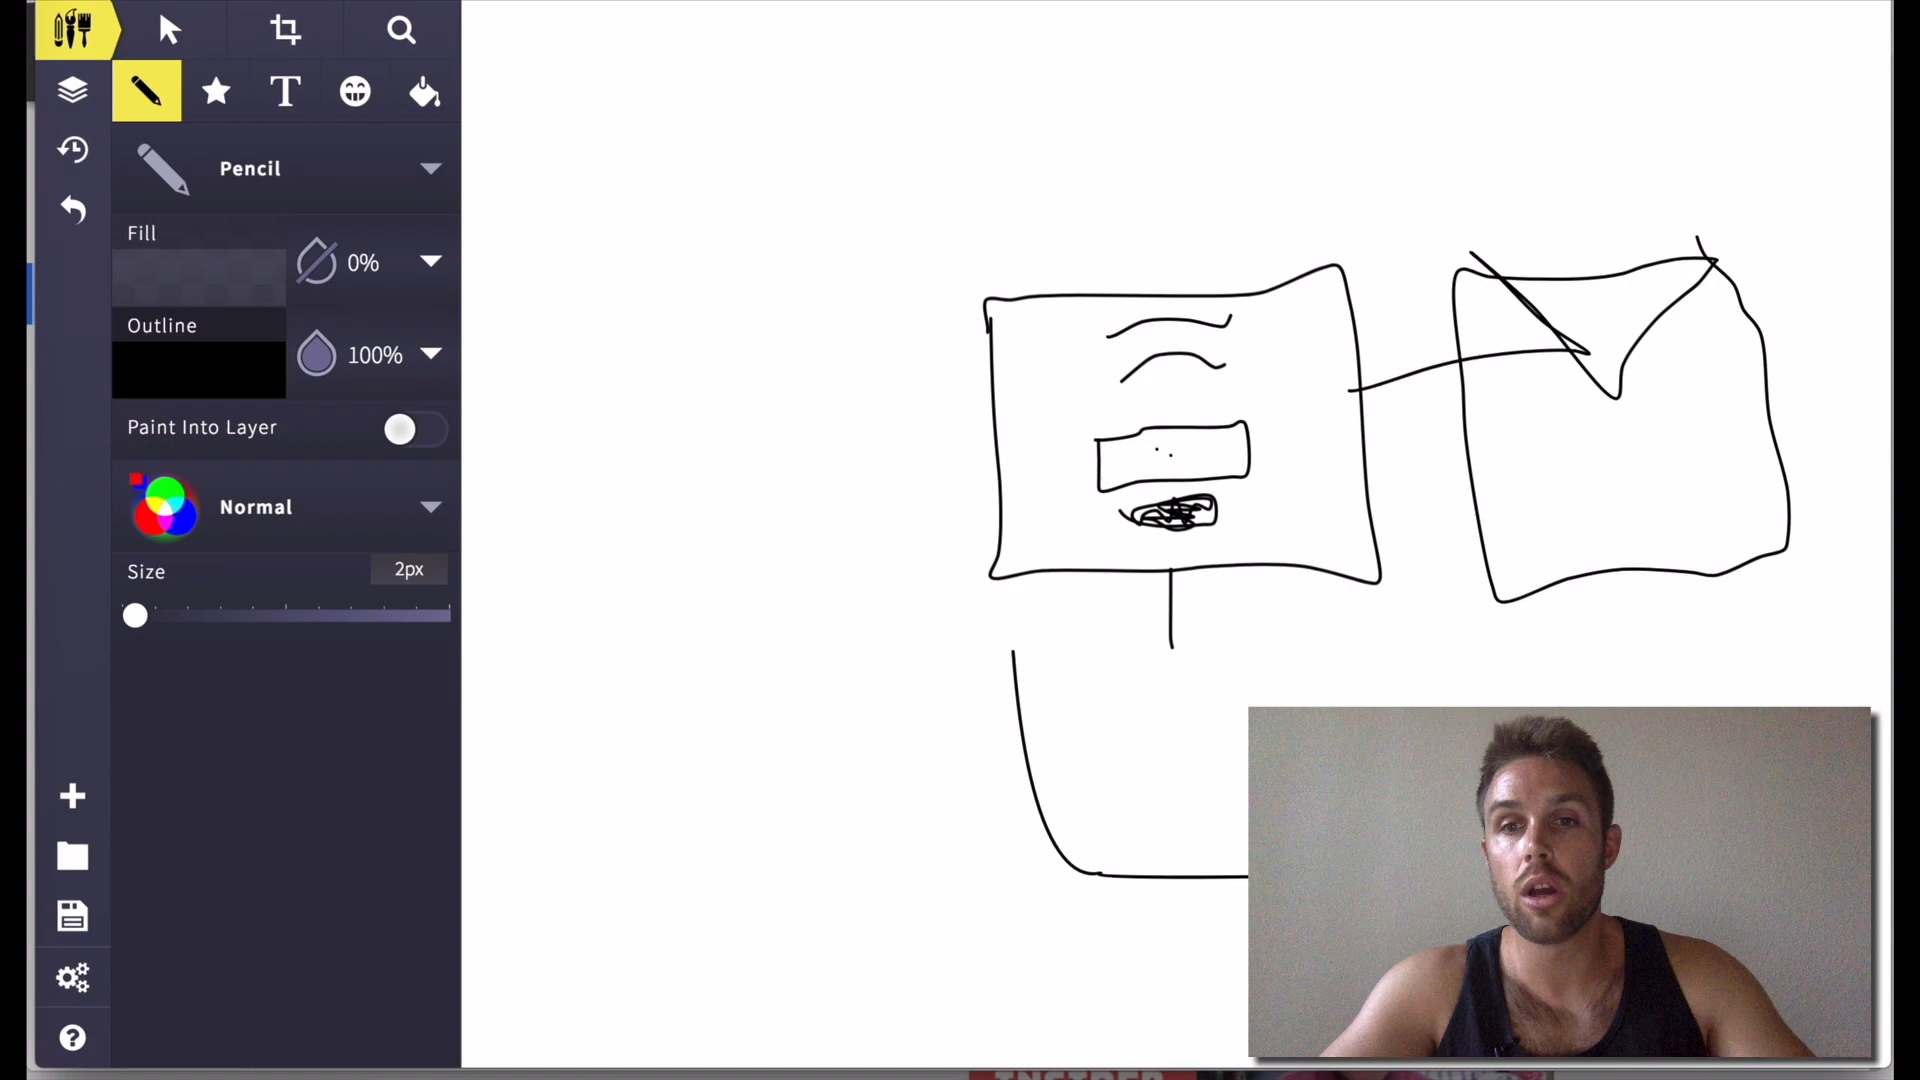 Pencil
Fill
0%
Outline
100%
Paint Into Layer
Normal
Size
2px